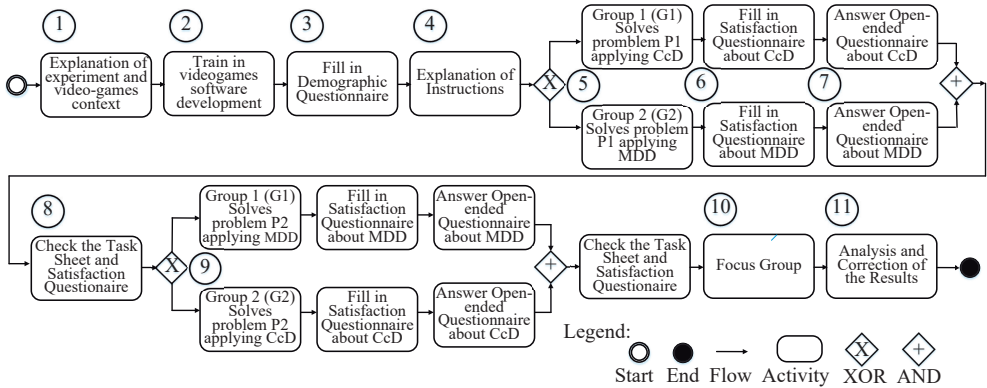 1
Explanation of
experiment and
video-games
context
2
Train in
videogames
software
development
3
Fill in
Demographic
Questionnaire
4
Explanation of
Instructions
X
5
Group 1 (G1)
Solves
promblem P1
applying CcD
Fill in
Satisfaction
Questionnaire
about CcD
Answer Open-
ended
Questionnaire
about CcD
6
7
Group 2 (G2)
Solves problem
P1 applying
MDD
Fill in
Satisfaction
Questionnaire
about MDD
Answer Open-
ended
Questionnaire
about MDD
+
8
Check the Task
Sheet and
Satisfaction
Questionaire
X
9
Group 1 (G1)
Solves
problem P2
applying MDD
Fill in
Satisfaction
Questionnaire
about MDD
Answer Open-
ended
Questionnaire
about MDD
Group 2 (G2)
Solves
problem P2
applying CcD
Fill in
Satisfaction
Questionnaire
about CcD
Answer Open-
ended
Questionnaire
about CcD
+
Check the Task
Sheet and
Satisfaction
Questionaire
10
Focus Group
11
Analysis and
Correction of
the Results
Legend:
X
+
Start End Flow Activity XOR AND